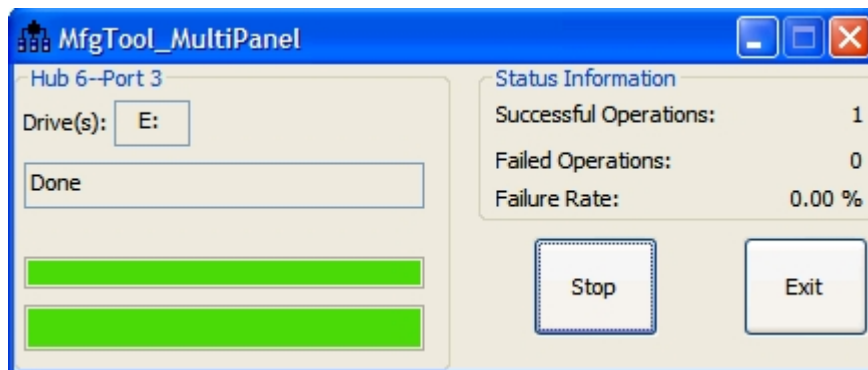 MfgTool_MultiPanel
Hub 6--Port 3
Drive(s): E:
Done
Status Information
Successful Operations: 1
Failed Operations: 0
Failure Rate: 0.00 %
Stop
Exit